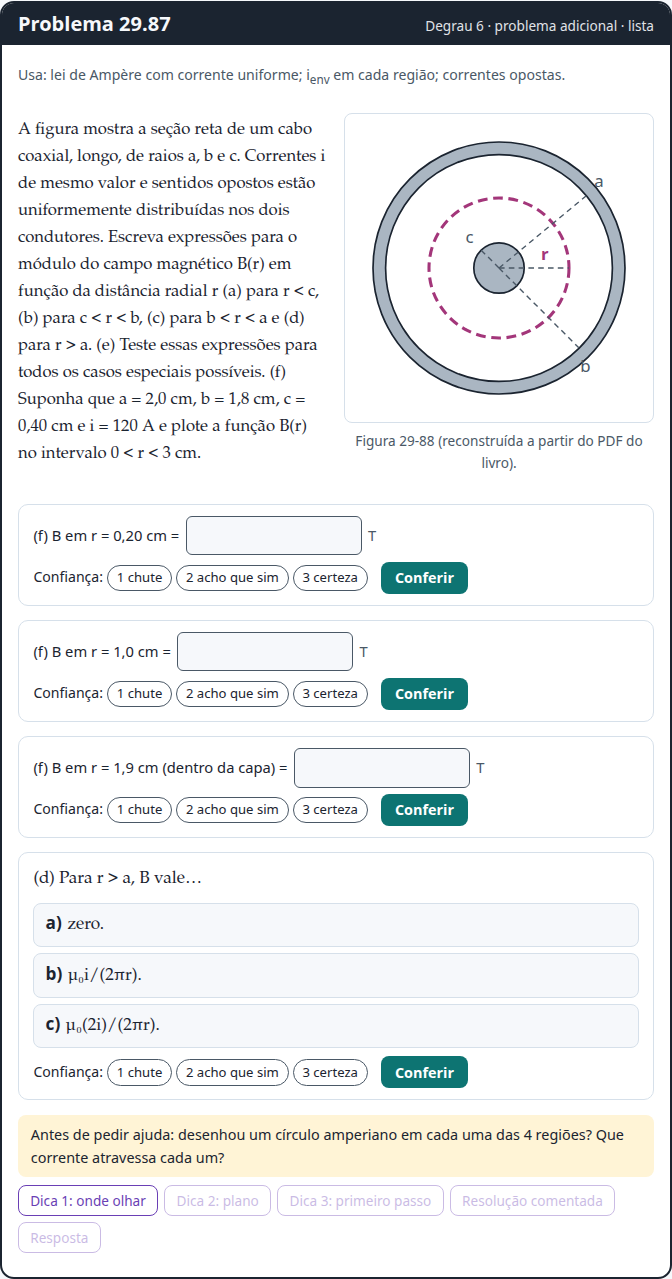 Problema 29.87
Degrau 6 · problema adicional · lista
Usa: lei de Ampère com corrente uniforme; i_env em cada região; correntes opostas.
A figura mostra a seção reta de um cabo
coaxial, longo, de raios a, b e c. Correntes i
de mesmo valor e sentidos opostos estão
uniformemente distribuídas nos dois
condutores. Escreva expressões para o
módulo do campo magnético B(r) em
função da distância radial r (a) para r < c,
(b) para c < r < b, (c) para b < r < a e (d)
para r > a. (e) Teste essas expressões para
todos os casos especiais possíveis. (f)
Suponha que a = 2,0 cm, b = 1,8 cm, c =
0,40 cm e i = 120 A e plote a função B(r)
no intervalo 0 < r < 3 cm.
a
c
r
b
Figura 29-88 (reconstruída a partir do PDF do
livro).
(f) B em r = 0,20 cm = T
Confiança: 1 chute 2 acho que sim 3 certeza Conferir
(f) B em r = 1,0 cm = T
Confiança: 1 chute 2 acho que sim 3 certeza Conferir
(f) B em r = 1,9 cm (dentro da capa) = T
Confiança: 1 chute 2 acho que sim 3 certeza Conferir
(d) Para r > a, B vale…
a) zero.
b) μ₀i/(2πr).
c) μ₀(2i)/(2πr).
Confiança: 1 chute 2 acho que sim 3 certeza Conferir
Antes de pedir ajuda: desenhou um círculo amperiano em cada uma das 4 regiões? Que
corrente atravessa cada um?
Dica 1: onde olhar Dica 2: plano Dica 3: primeiro passo Resolução comentada
Resposta